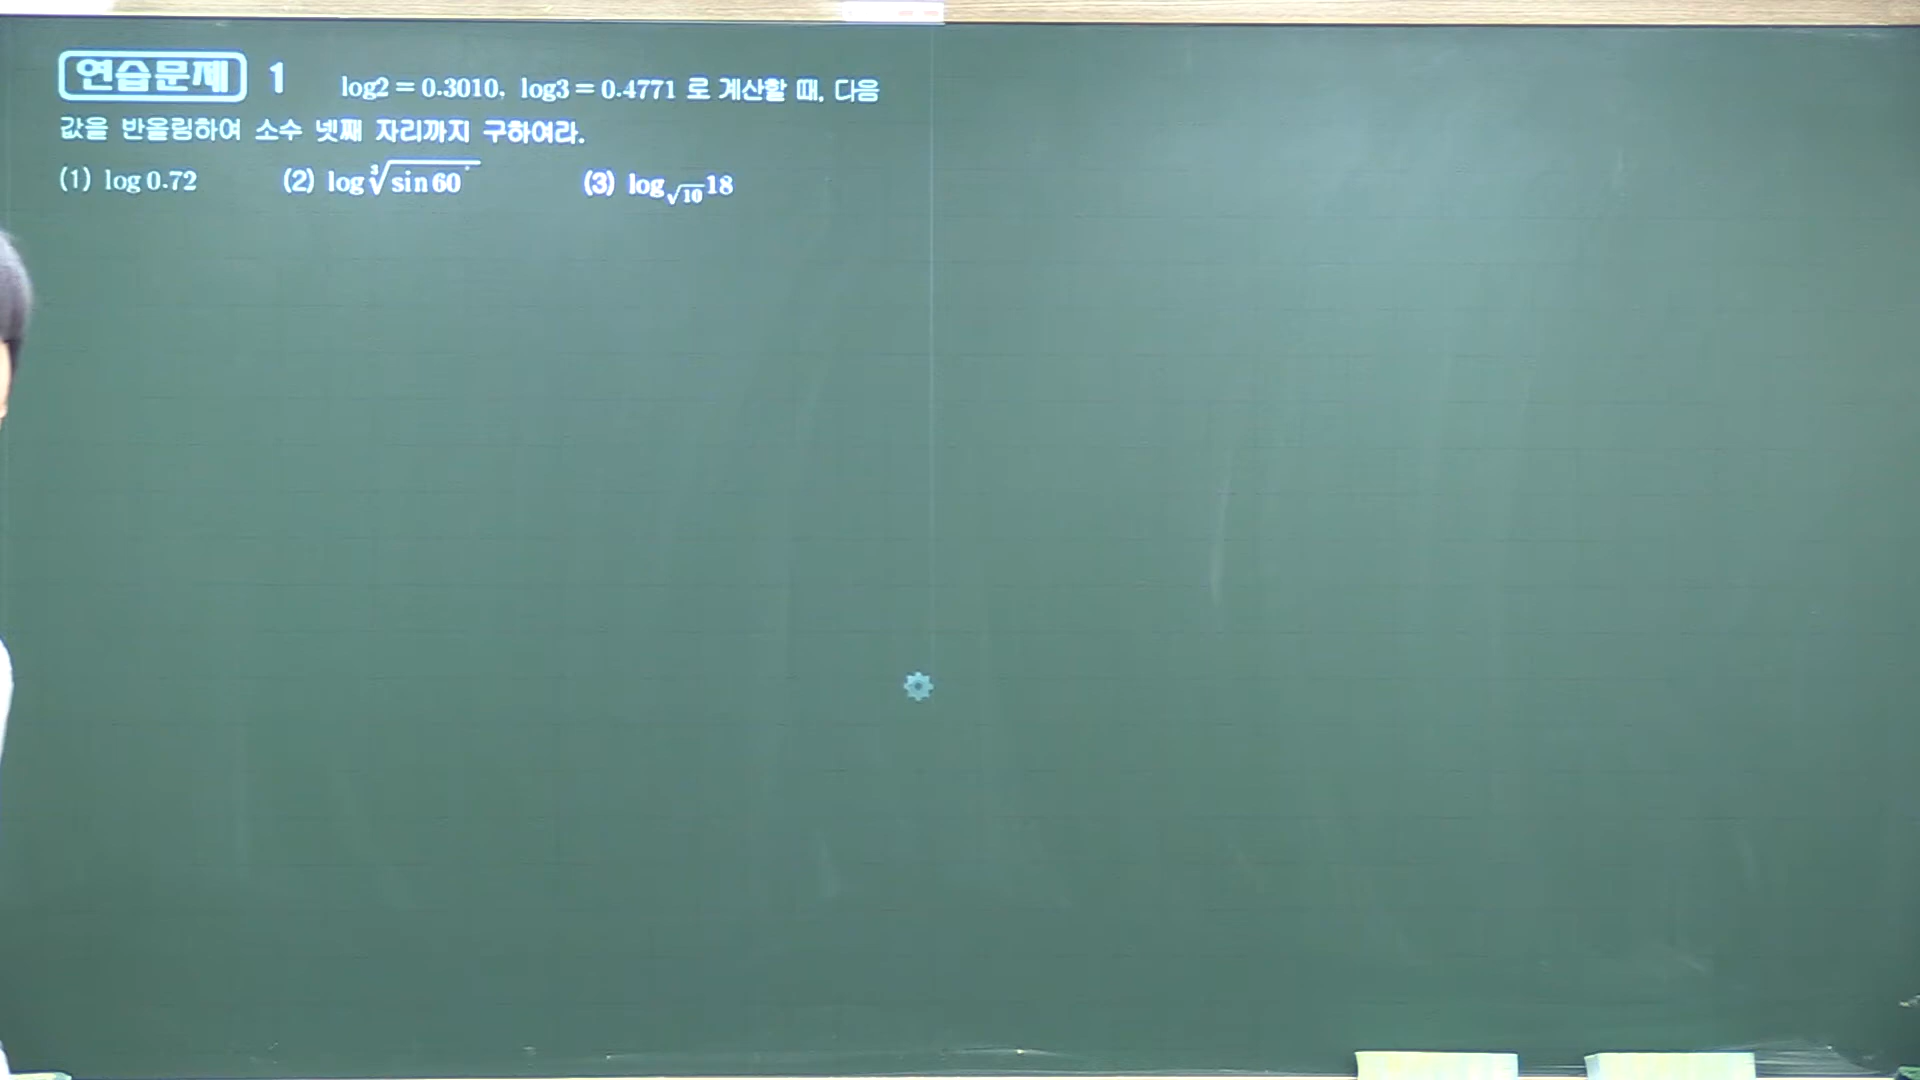 연습문제 1 log2 = 0.3010, log3 = 0.4771 로 계산할 때, 다음
값을 반올림하여 소수 넷째 자리까지 구하여라.
(1) log 0.72 (2) log ∛(sin 60°) (3) log_√10 18